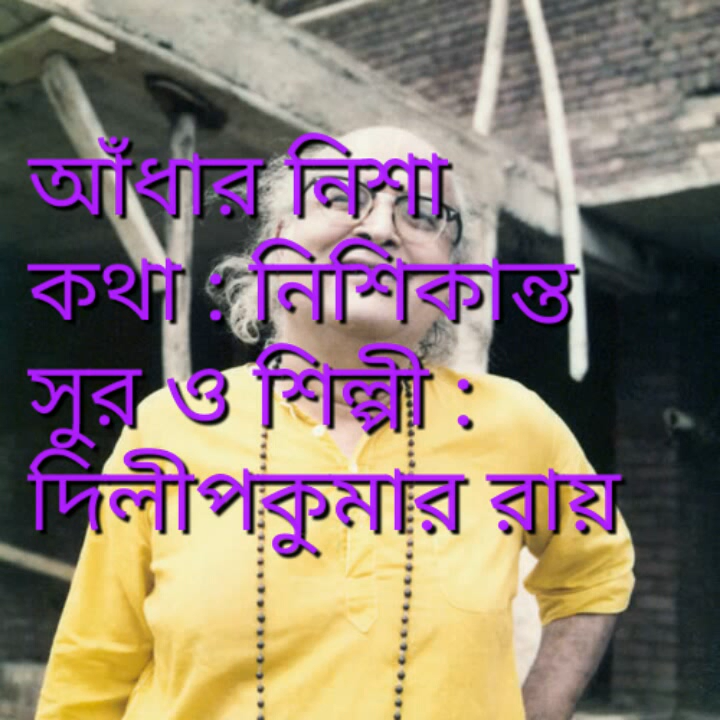 আঁধার নিশা
কথা : নিশিকান্ত
সুর ও শিল্পী :
দিলীপকুমার রায়